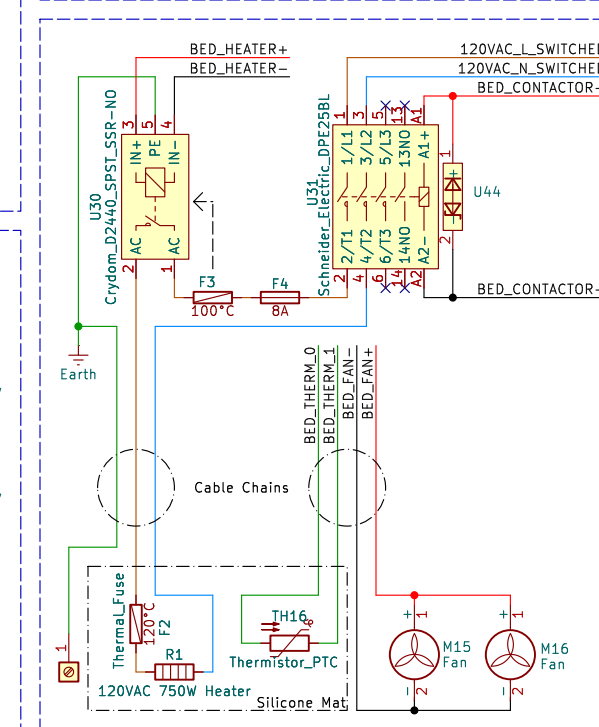 BED_HEATER+
BED_HEATER-
120VAC_L_SWITCHE
120VAC_N_SWITCHE
BED_CONTACTOR-
3
5
4
IN+
PE
IN-
AC
AC
2
1
U30
Crydom_D2440_SPST_SSR-NO
1
3
5
13
A1
1/L1
3/L2
5/L3
13NO
A1+
2/T1
4/T2
6/T3
14NO
A2-
2
4
6
14
A2
U31
Schneider_Electric_DPE25BL
1
U44
2
F3
100°C
F4
8A
BED_CONTACTOR-
Earth
BED_THERM_0
BED_THERM_1
BED_FAN-
BED_FAN+
Cable Chains
Thermal_Fuse
120°C
F2
R1
120VAC 750W Heater
TH16
θ
Thermistor_PTC
Silicone Mat
1
+
1
M15
Fan
-
2
+
1
M16
Fan
-
2